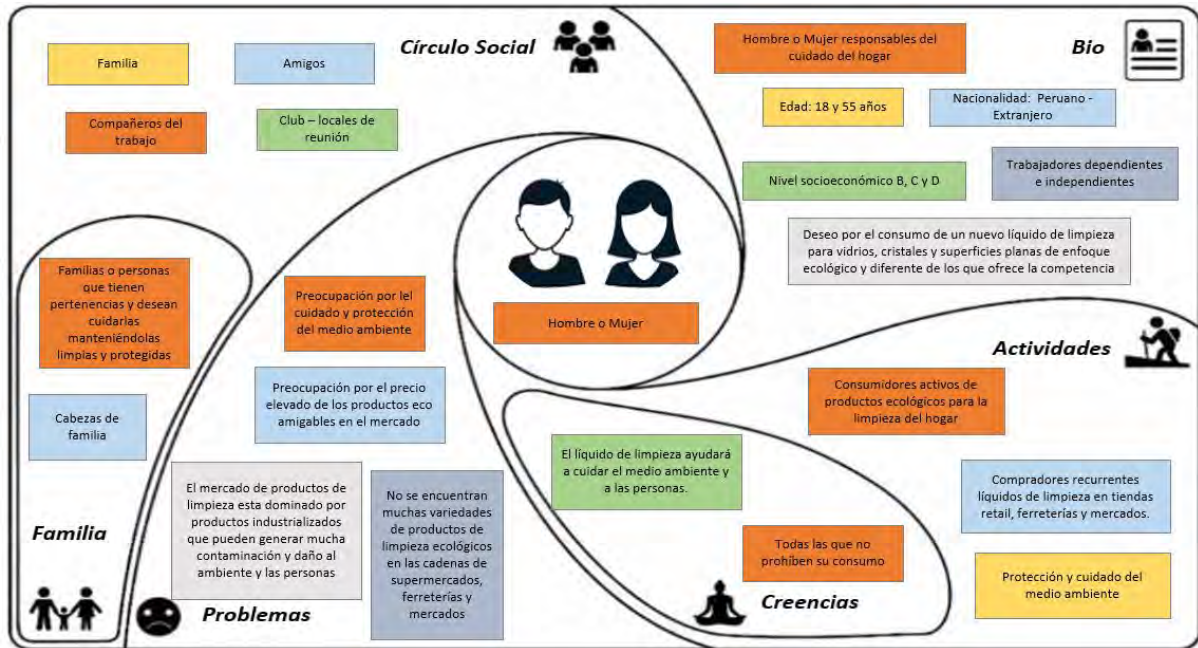 Círculo Social
Familia
Amigos
Compañeros del
trabajo
Club – locales de
reunión
Bio
Hombre o Mujer responsables del
cuidado del hogar
Edad: 18 y 55 años
Nacionalidad: Peruano -
Extranjero
Nivel socioeconómico B, C y D
Trabajadores dependientes
e independientes
Deseo por el consumo de un nuevo líquido de limpieza
para vidrios, cristales y superficies planas de enfoque
ecológico y diferente de los que ofrece la competencia
Hombre o Mujer
Familias o personas
que tienen
pertenencias y desean
cuidarlas
manteniéndolas
limpias y protegidas
Cabezas de
familia
Familia
Preocupación por lel
cuidado y protección
del medio ambiente
Preocupación por el precio
elevado de los productos eco
amigables en el mercado
El mercado de productos de
limpieza esta dominado por
productos industrializados
que pueden generar mucha
contaminación y daño al
ambiente y las personas
No se encuentran
muchas variedades
de productos de
limpieza ecológicos
en las cadenas de
supermercados,
ferreterías y
mercados
Problemas
El líquido de limpieza ayudará
a cuidar el medio ambiente y
a las personas.
Todas las que no
prohíben su consumo
Creencias
Actividades
Consumidores activos de
productos ecológicos para la
limpieza del hogar
Compradores recurrentes
líquidos de limpieza en tiendas
retail, ferreterías y mercados.
Protección y cuidado del
medio ambiente